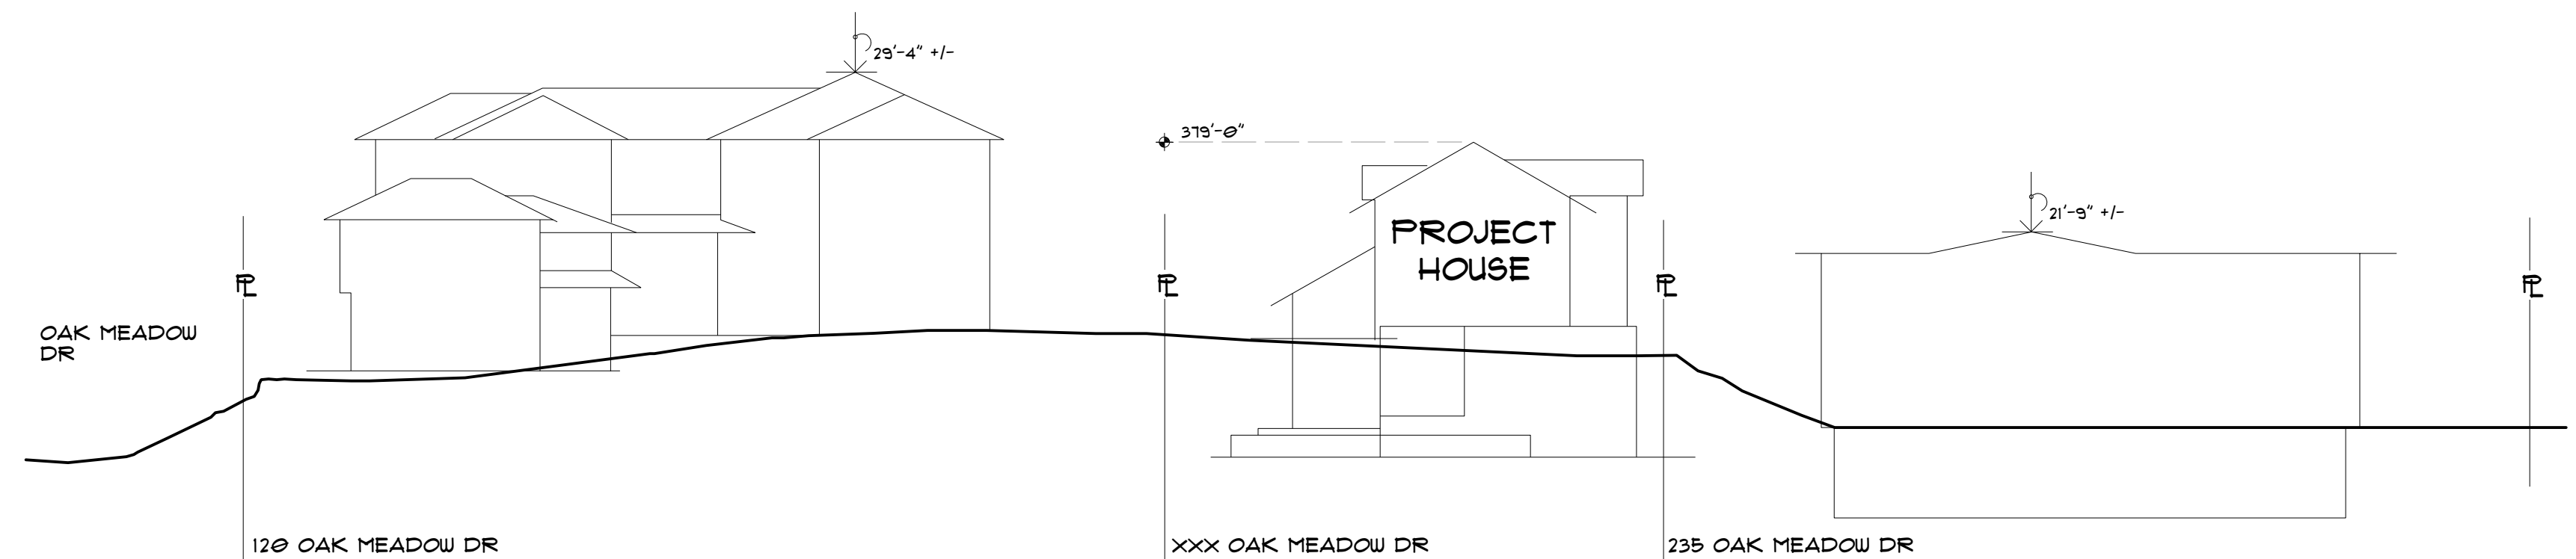 29'-4" +/-
379'-0"
21'-9" +/-
PROJECT
HOUSE
PL
PL
PL
PL
OAK MEADOW
DR
120 OAK MEADOW DR
XXX OAK MEADOW DR
235 OAK MEADOW DR